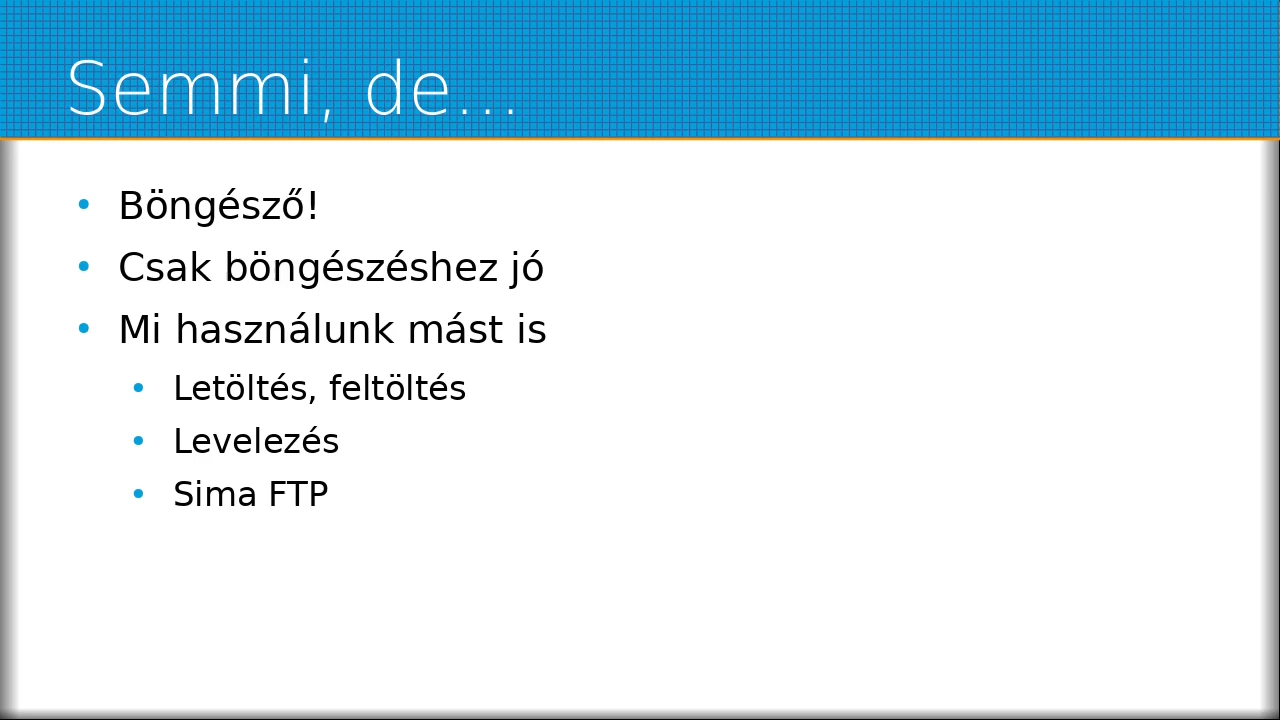 Semmi, de…
• Böngésző!
• Csak böngészéshez jó
• Mi használunk mást is
• Letöltés, feltöltés
• Levelezés
• Sima FTP